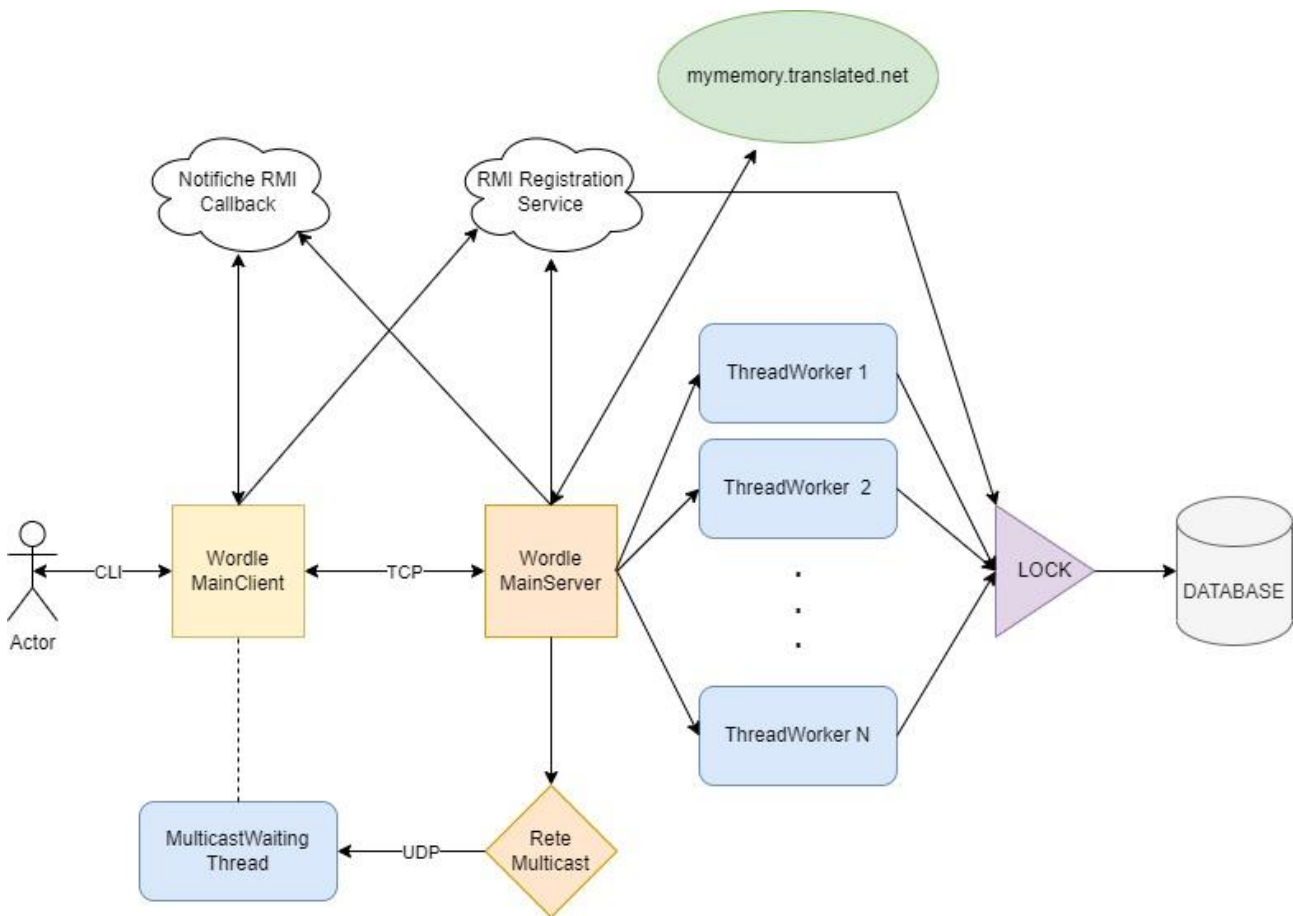 mymemory.translated.net
Notifiche RMI
Callback
RMI Registration
Service
ThreadWorker 1
ThreadWorker 2
Actor
CLI
Wordle
MainClient
TCP
Wordle
MainServer
.
.
.
LOCK
DATABASE
ThreadWorker N
MulticastWaiting
Thread
UDP
Rete
Multicast